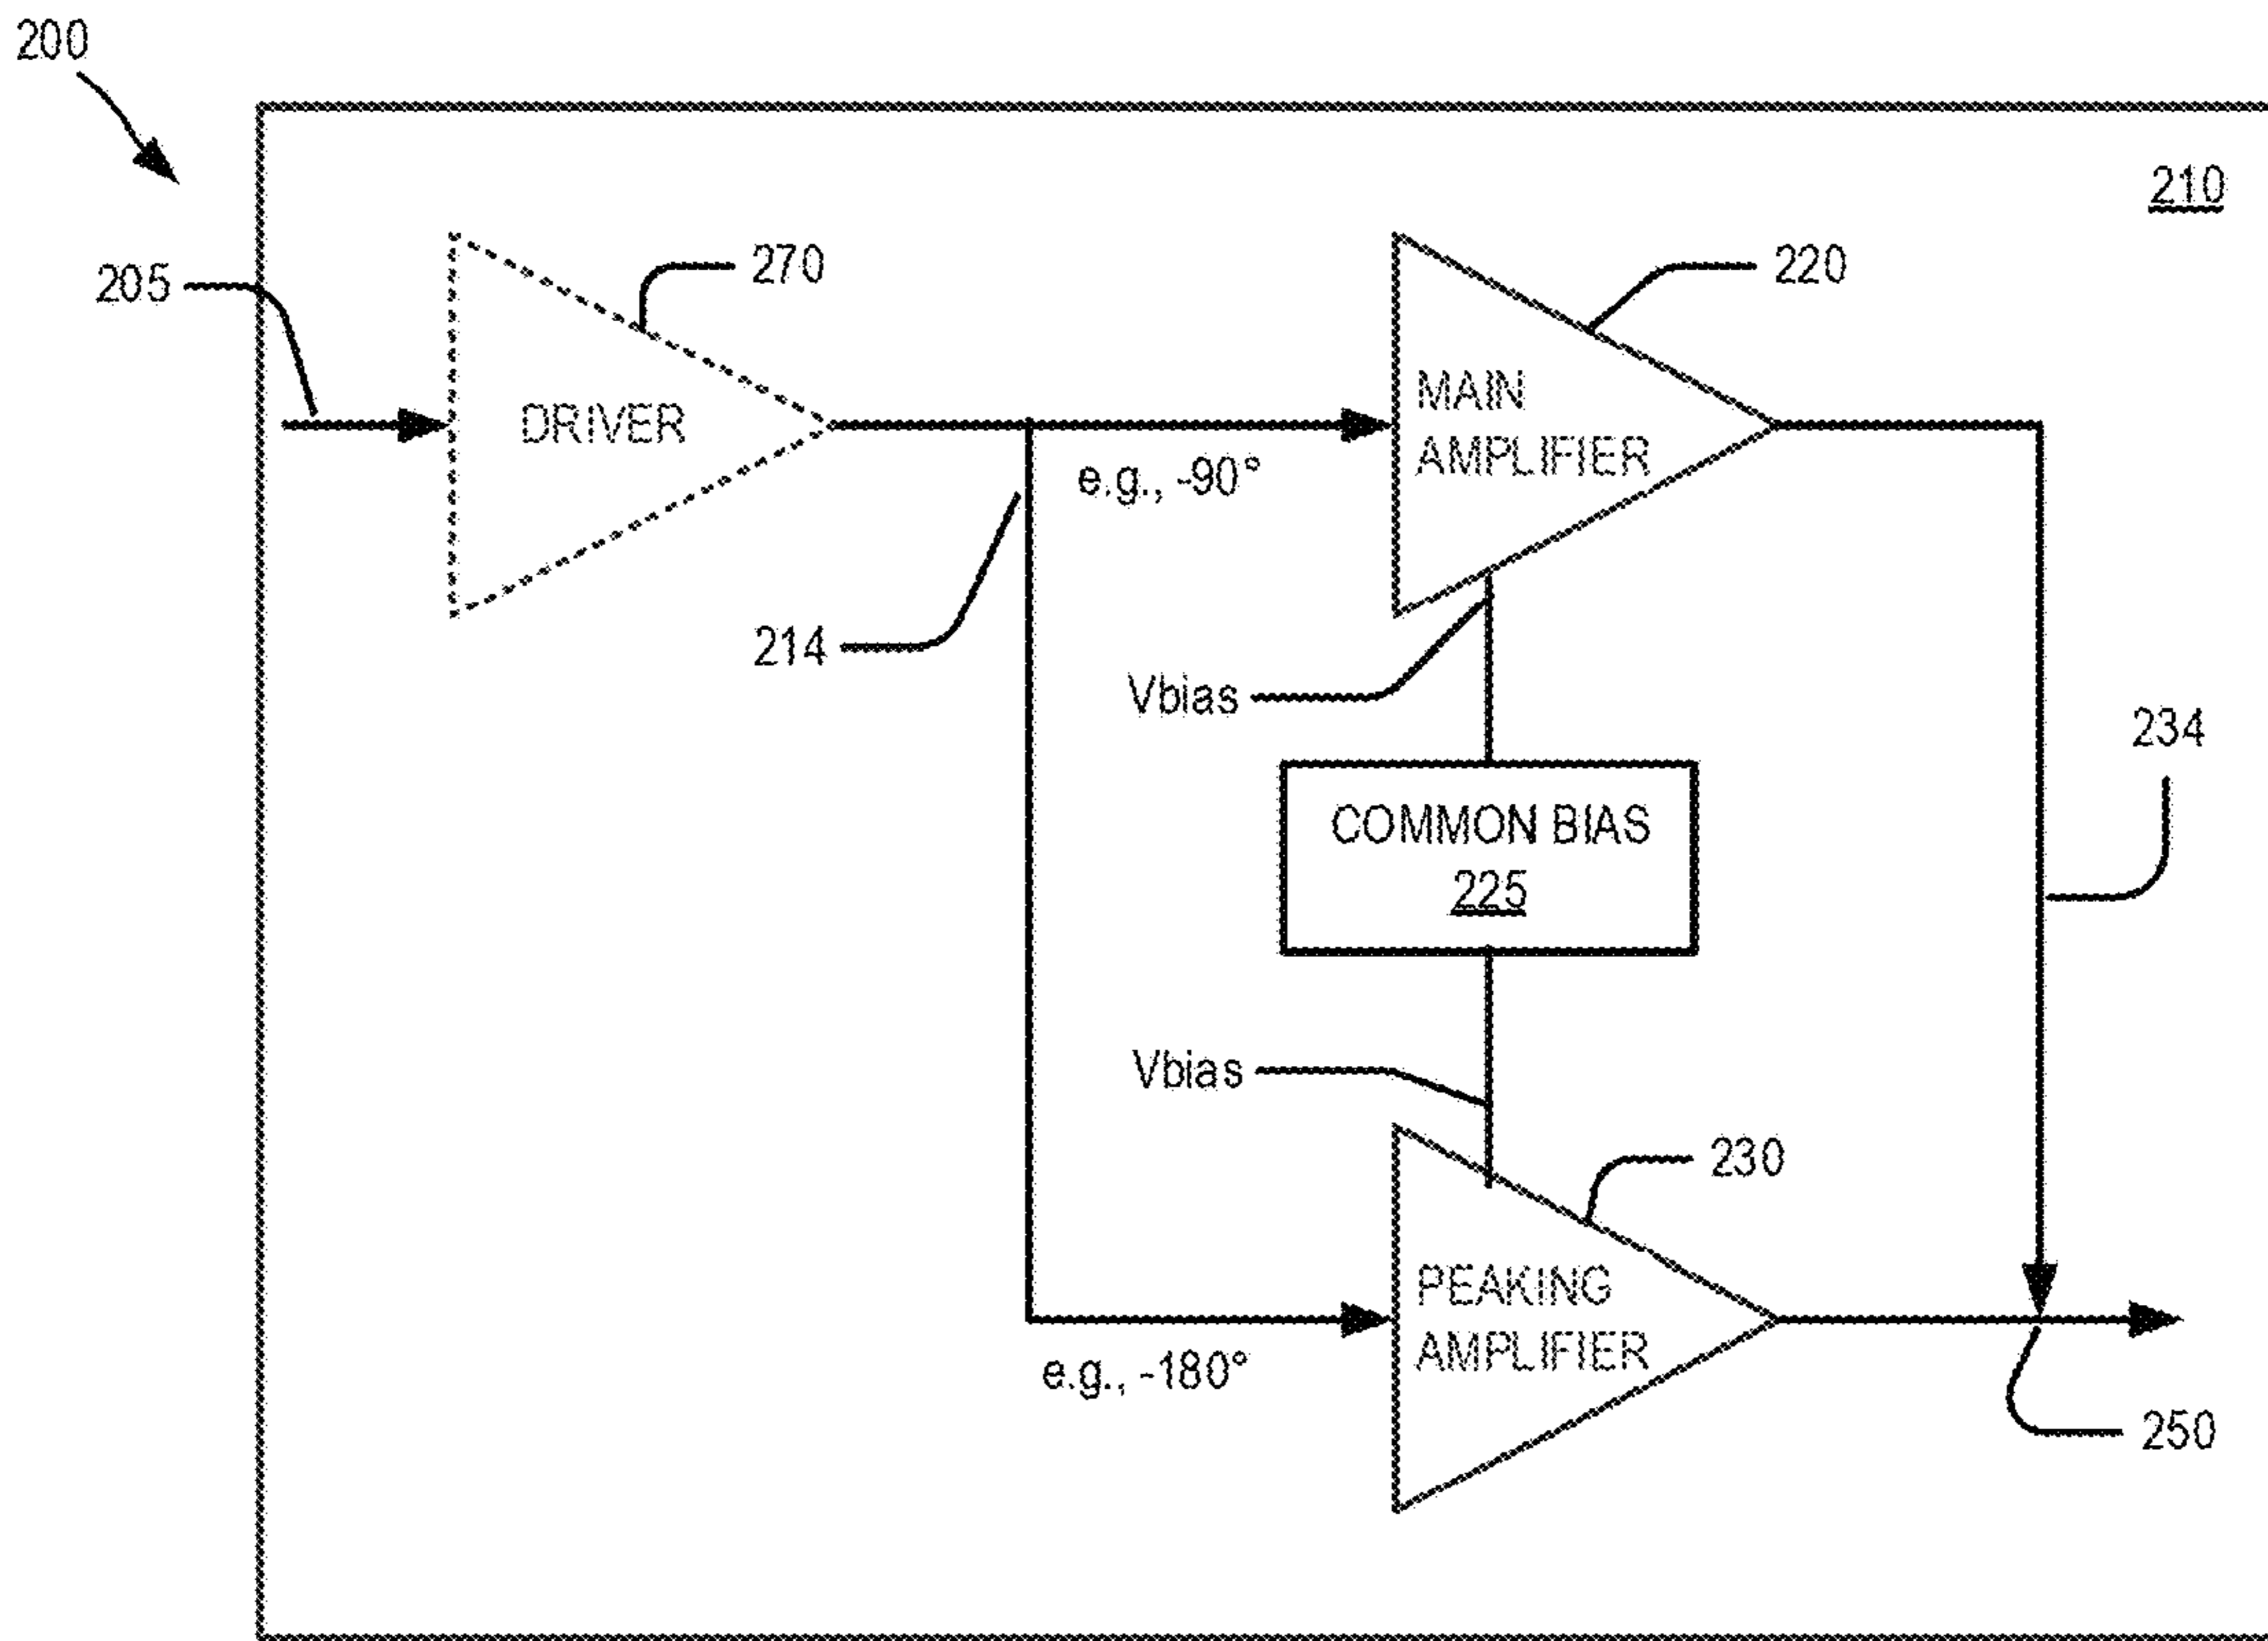 200
210
205
270
220
DRIVER
MAIN
AMPLIFIER
e.g., -90°
214
Vbias
234
COMMON BIAS
225
Vbias
230
PEAKING
AMPLIFIER
e.g., -180°
250